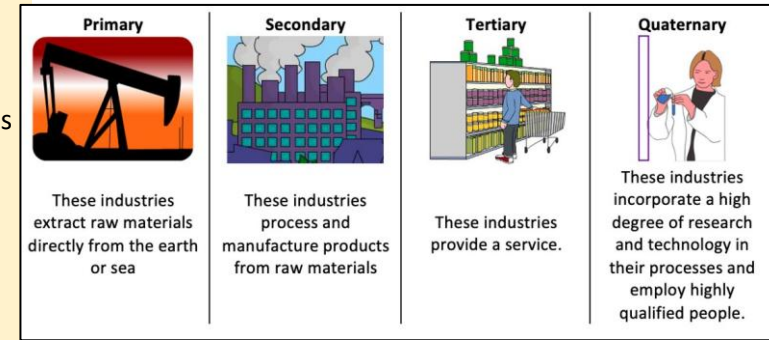 s
Primary
These industries
extract raw materials
directly from the earth
or sea
Secondary
These industries
process and
manufacture products
from raw materials
Tertiary
These industries
provide a service.
Quaternary
These industries
incorporate a high
degree of research
and technology in
their processes and
employ highly
qualified people.